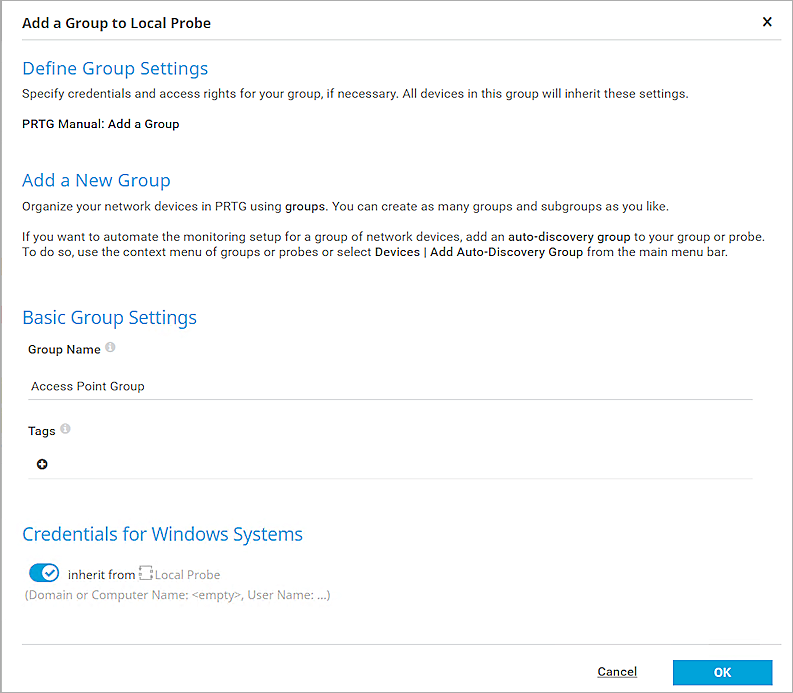 Add a Group to Local Probe
Define Group Settings
Specify credentials and access rights for your group, if necessary. All devices in this group will inherit these settings.
PRTG Manual: Add a Group
Add a New Group
Organize your network devices in PRTG using groups. You can create as many groups and subgroups as you like.
If you want to automate the monitoring setup for a group of network devices, add an auto-discovery group to your group or probe.
To do so, use the context menu of groups or probes or select Devices | Add Auto-Discovery Group from the main menu bar.
Basic Group Settings
Group Name
Access Point Group
Tags
Credentials for Windows Systems
inherit from Local Probe
(Domain or Computer Name: <empty>, User Name: ...)
Cancel OK